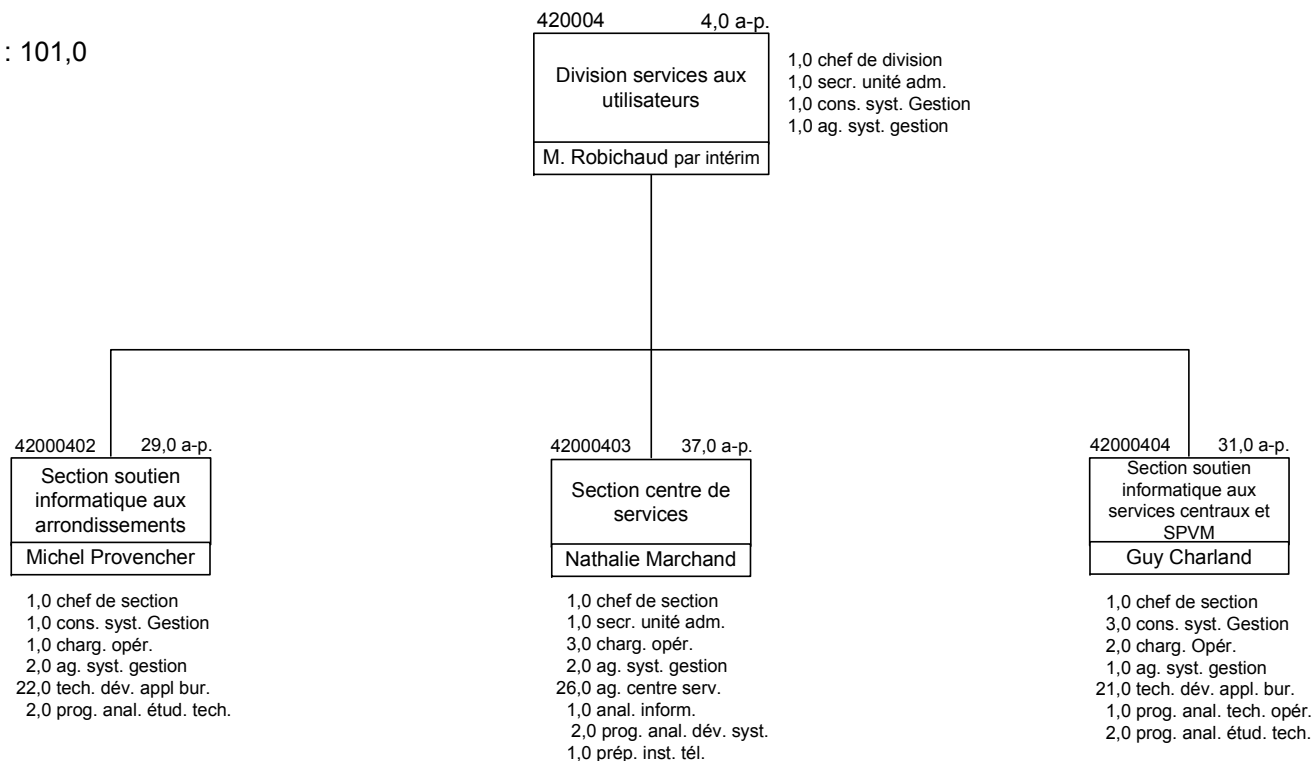 : 101,0
420004 4,0 a-p.
Division services aux
utilisateurs
M. Robichaud par intérim
1,0 chef de division
1,0 secr. unité adm.
1,0 cons. syst. Gestion
1,0 ag. syst. gestion
42000402 29,0 a-p.
Section soutien
informatique aux
arrondissements
Michel Provencher
1,0 chef de section
1,0 cons. syst. Gestion
1,0 charg. opér.
2,0 ag. syst. gestion
22,0 tech. dév. appl bur.
2,0 prog. anal. étud. tech.
42000403 37,0 a-p.
Section centre de
services
Nathalie Marchand
1,0 chef de section
1,0 secr. unité adm.
3,0 charg. opér.
2,0 ag. syst. gestion
26,0 ag. centre serv.
1,0 anal. inform.
2,0 prog. anal. dév. syst.
1,0 prép. inst. tél.
42000404 31,0 a-p.
Section soutien
informatique aux
services centraux et
SPVM
Guy Charland
1,0 chef de section
3,0 cons. syst. Gestion
2,0 charg. Opér.
1,0 ag. syst. gestion
21,0 tech. dév. appl. bur.
1,0 prog. anal. tech. opér.
2,0 prog. anal. étud. tech.